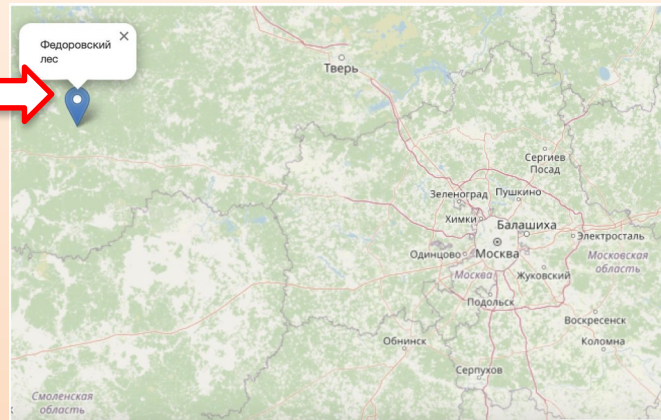 Федоровский
лес
Тверь
Сергиев
Посад
Зеленоград
Пушкино
Химки
Балашиха
Электросталь
Одинцово
Москва
Московская
область
Москва
Жуковский
Подольск
Воскресенск
Обнинск
Коломна
Серпухов
Смоленская
область